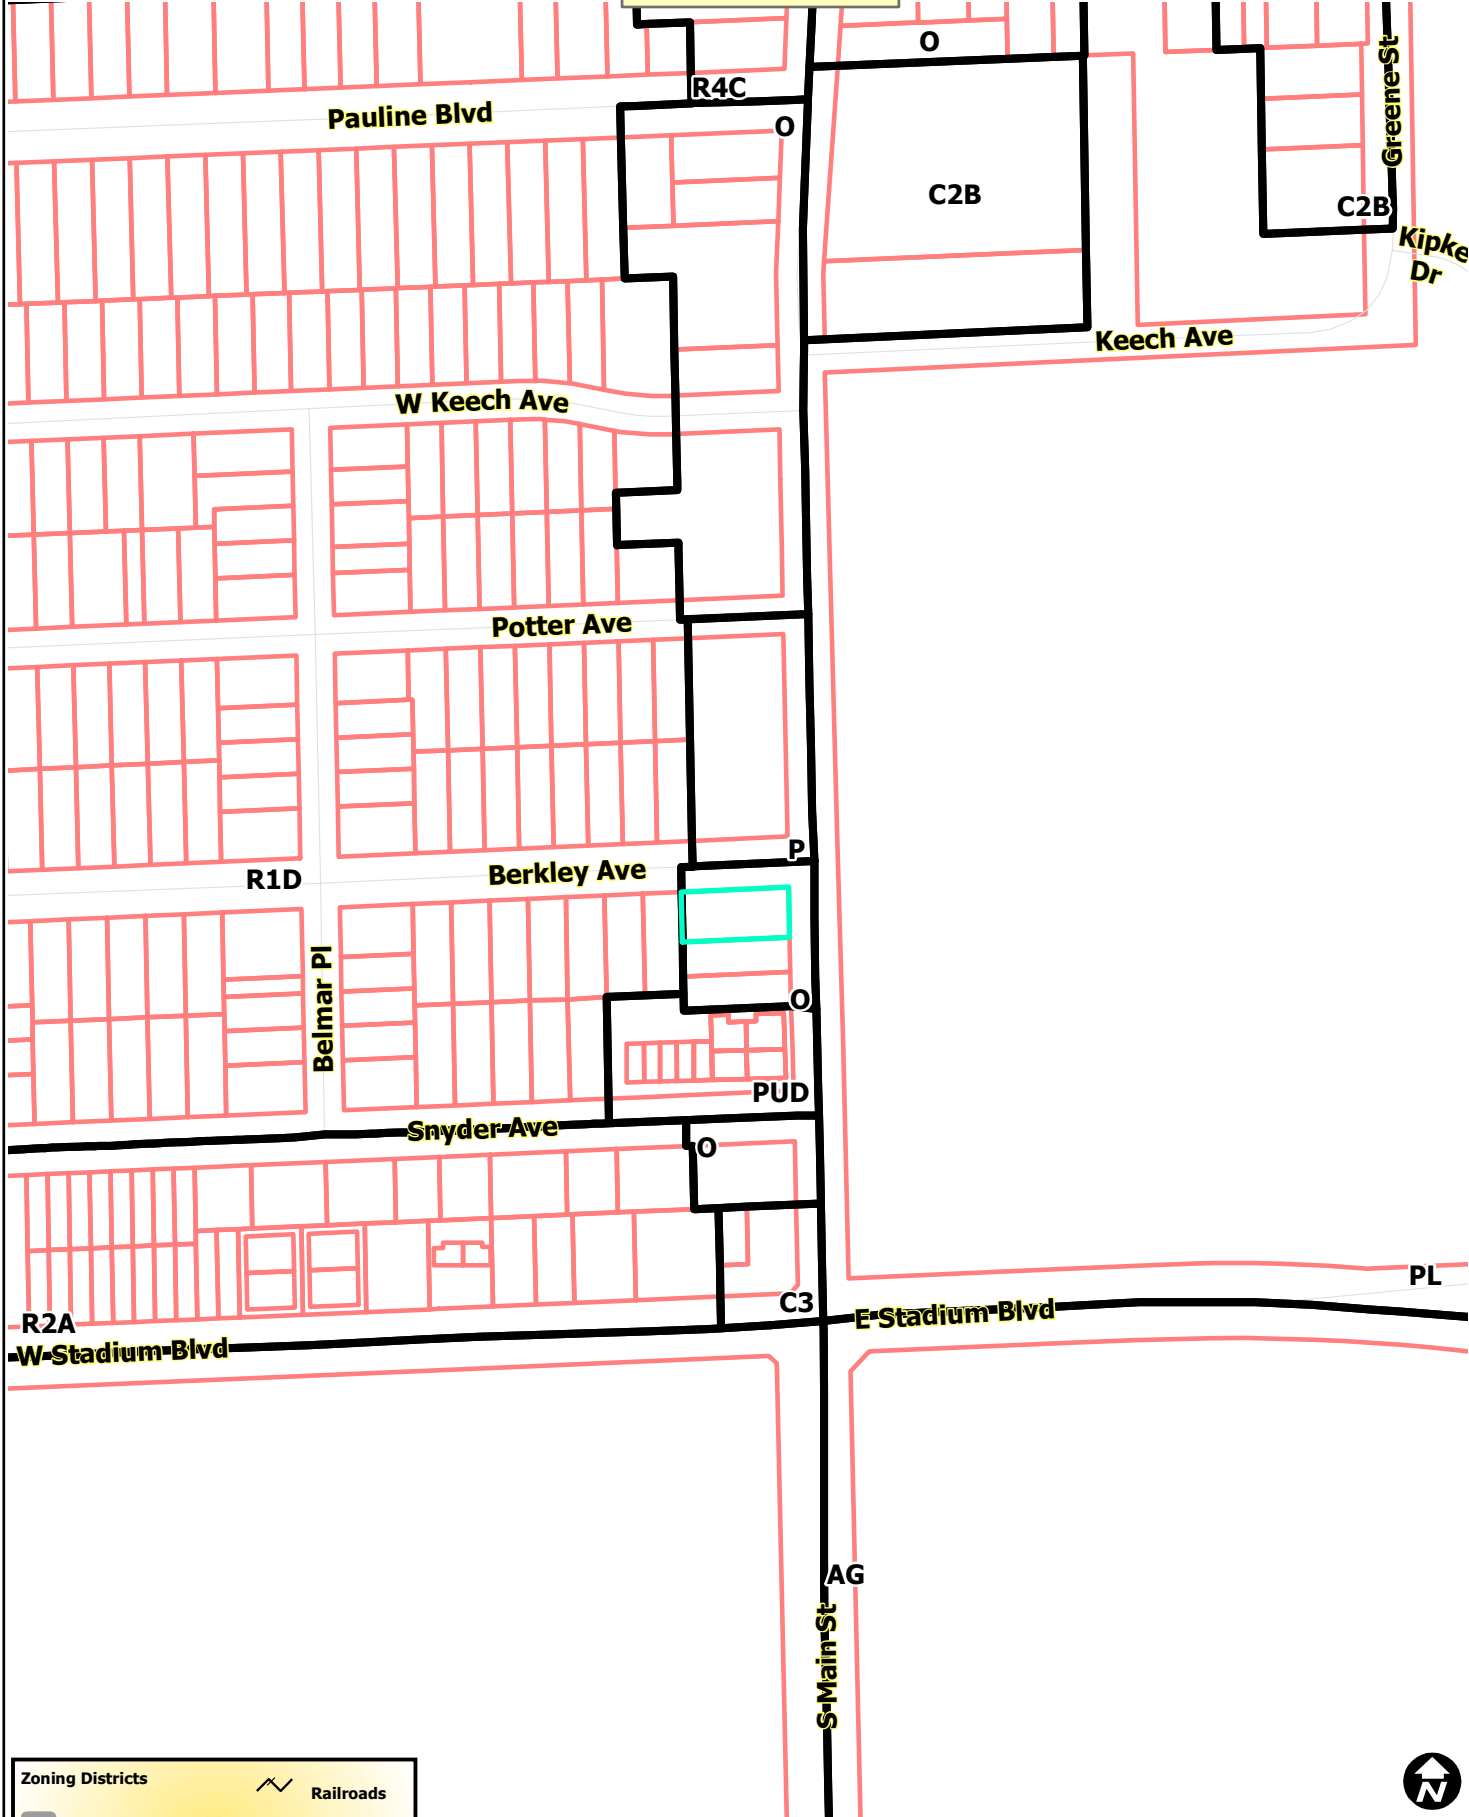 O
R4C
Pauline Blvd
O
Greene St
C2B
C2B
Kipke
Dr
Keech Ave
W Keech Ave
Potter Ave
P
Berkley Ave
R1D
Belmar Pl
O
PUD
Snyder Ave
O
PL
C3
E Stadium Blvd
R2A
W Stadium Blvd
AG
S Main St
Zoning Districts
Railroads
N